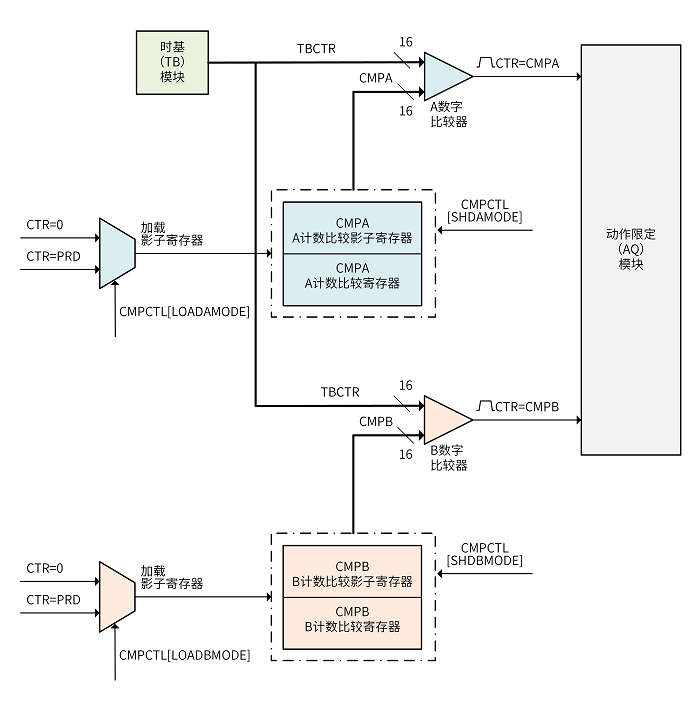 时基
（TB）
模块
TBCTR
16
CMPA
16
CTR=CMPA
A数字
比较器
动作限定
（AQ）
模块
CTR=0
CTR=PRD
加载
影子寄存器
CMPCTL[LOADAMODE]
CMPA
A计数比较影子寄存器
CMPA
A计数比较寄存器
CMPCTL
[SHDAMODE]
TBCTR
16
CMPB
16
CTR=CMPB
B数字
比较器
CTR=0
CTR=PRD
加载
影子寄存器
CMPCTL[LOADBMODE]
CMPB
B计数比较影子寄存器
CMPB
B计数比较寄存器
CMPCTL
[SHDBMODE]